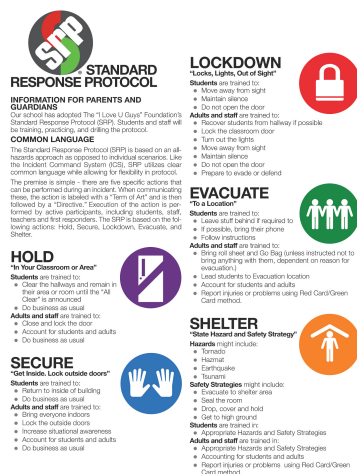 srp
®
STANDARD
RESPONSE PROTOCOL
INFORMATION FOR PARENTS AND
GUARDIANS
Our school has adopted The "I Love U Guys" Foundation's
Standard Response Protocol (SRP). Students and staff will
be training, practicing, and drilling the protocol.
COMMON LANGUAGE
The Standard Response Protocol (SRP) is based on an all-
hazards approach as opposed to individual scenarios. Like
the Incident Command System (ICS), SRP utilizes clear
common language while allowing for flexibility in protocol.
The premise is simple - there are five specific actions that
can be performed during an incident. When communicating
these, the action is labeled with a "Term of Art" and is then
followed by a "Directive." Execution of the action is per-
formed by active participants, including students, staff,
teachers and first responders. The SRP is based on the fol-
lowing actions: Hold, Secure, Lockdown, Evacuate, and
Shelter.
HOLD
"In Your Classroom or Area"
Students are trained to:
● Clear the hallways and remain in
their area or room until the "All
Clear" is announced
● Do business as usual
Adults and staff are trained to:
● Close and lock the door
● Account for students and adults
● Do business as usual
SECURE
"Get Inside. Lock outside doors"
Students are trained to:
● Return to inside of building
● Do business as usual
Adults and staff are trained to:
● Bring everyone indoors
● Lock the outside doors
● Increase situational awareness
● Account for students and adults
● Do business as usual
LOCKDOWN
"Locks, Lights, Out of Sight"
Students are trained to:
● Move away from sight
● Maintain silence
● Do not open the door
Adults and staff are trained to:
● Recover students from hallway if possible
● Lock the classroom door
● Turn out the lights
● Move away from sight
● Maintain silence
● Do not open the door
● Prepare to evade or defend
EVACUATE
"To a Location"
Students are trained to:
● Leave stuff behind if required to
● If possible, bring their phone
● Follow instructions
Adults and staff are trained to:
● Bring roll sheet and Go Bag (unless instructed not to
bring anything with them, dependent on reason for
evacuation.)
● Lead students to Evacuation location
● Account for students and adults
● Report injuries or problems using Red Card/Green
Card method.
SHELTER
"State Hazard and Safety Strategy"
Hazards might include:
● Tornado
● Hazmat
● Earthquake
● Tsunami
Safety Strategies might include:
● Evacuate to shelter area
● Seal the room
● Drop, cover and hold
● Get to high ground
Students are trained in:
● Appropriate Hazards and Safety Strategies
Adults and staff are trained in:
● Appropriate Hazards and Safety Strategies
● Accounting for students and adults
● Report injuries or problems using Red Card/Green
Card method